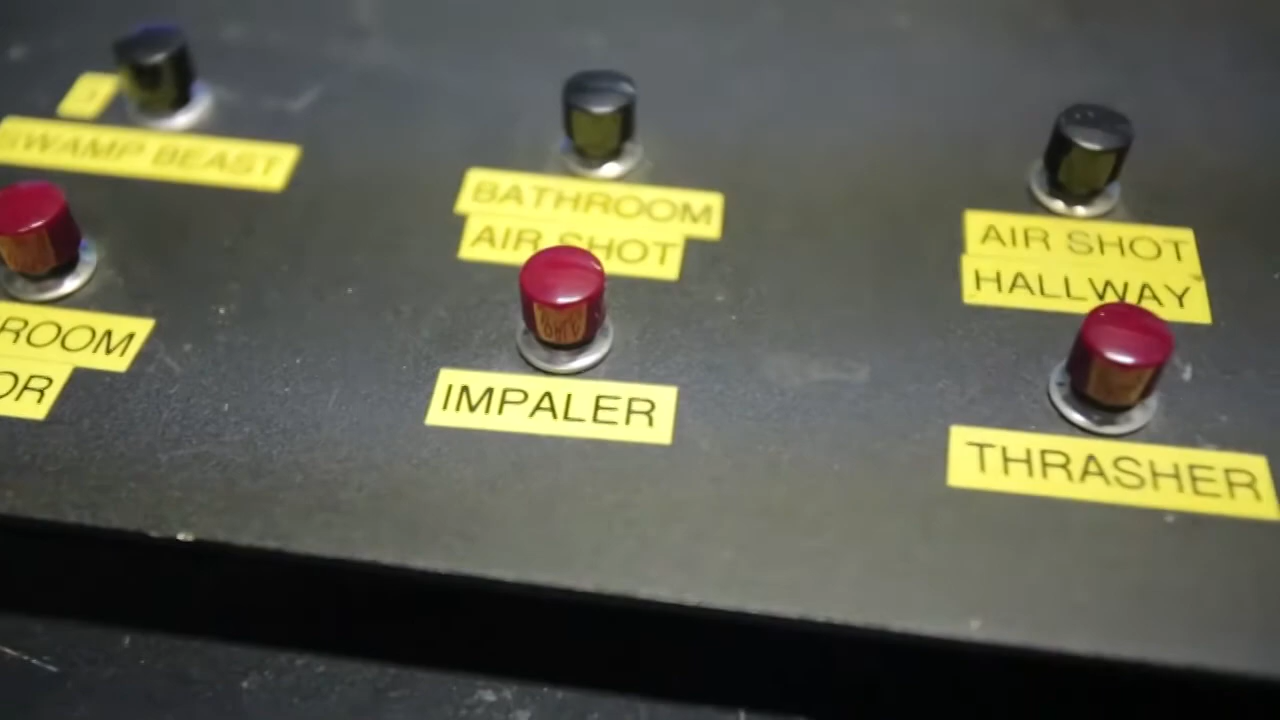 SWAMP BEAST
BATHROOM
AIR SHOT
AIR SHOT
HALLWAY
ROOM
OR
IMPALER
THRASHER